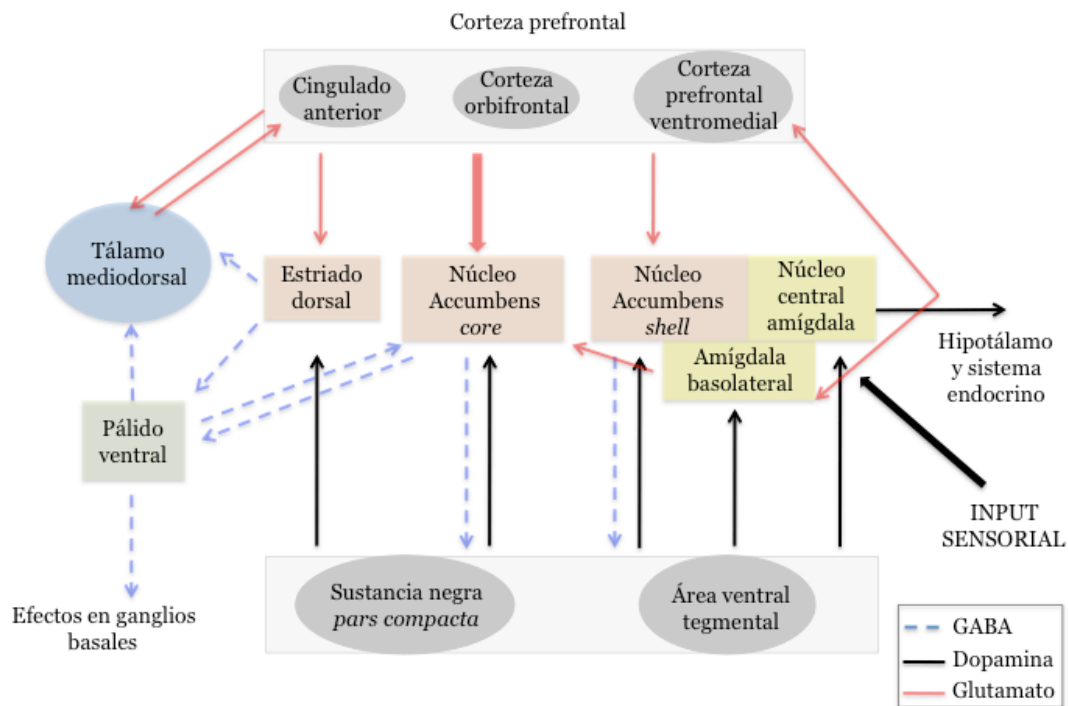 Corteza prefrontal
Cingulado
anterior
Corteza
orbifrontal
Corteza
prefrontal
ventromedial
Tálamo
mediodorsal
Estriado
dorsal
Núcleo
Accumbens
core
Núcleo
Accumbens
shell
Núcleo
central
amígdala
Amígdala
basolateral
Hipotálamo
y sistema
endocrino
Pálido
ventral
INPUT
SENSORIAL
Efectos en ganglios
basales
Sustancia negra
pars compacta
Área ventral
tegmental
GABA
Dopamina
Glutamato